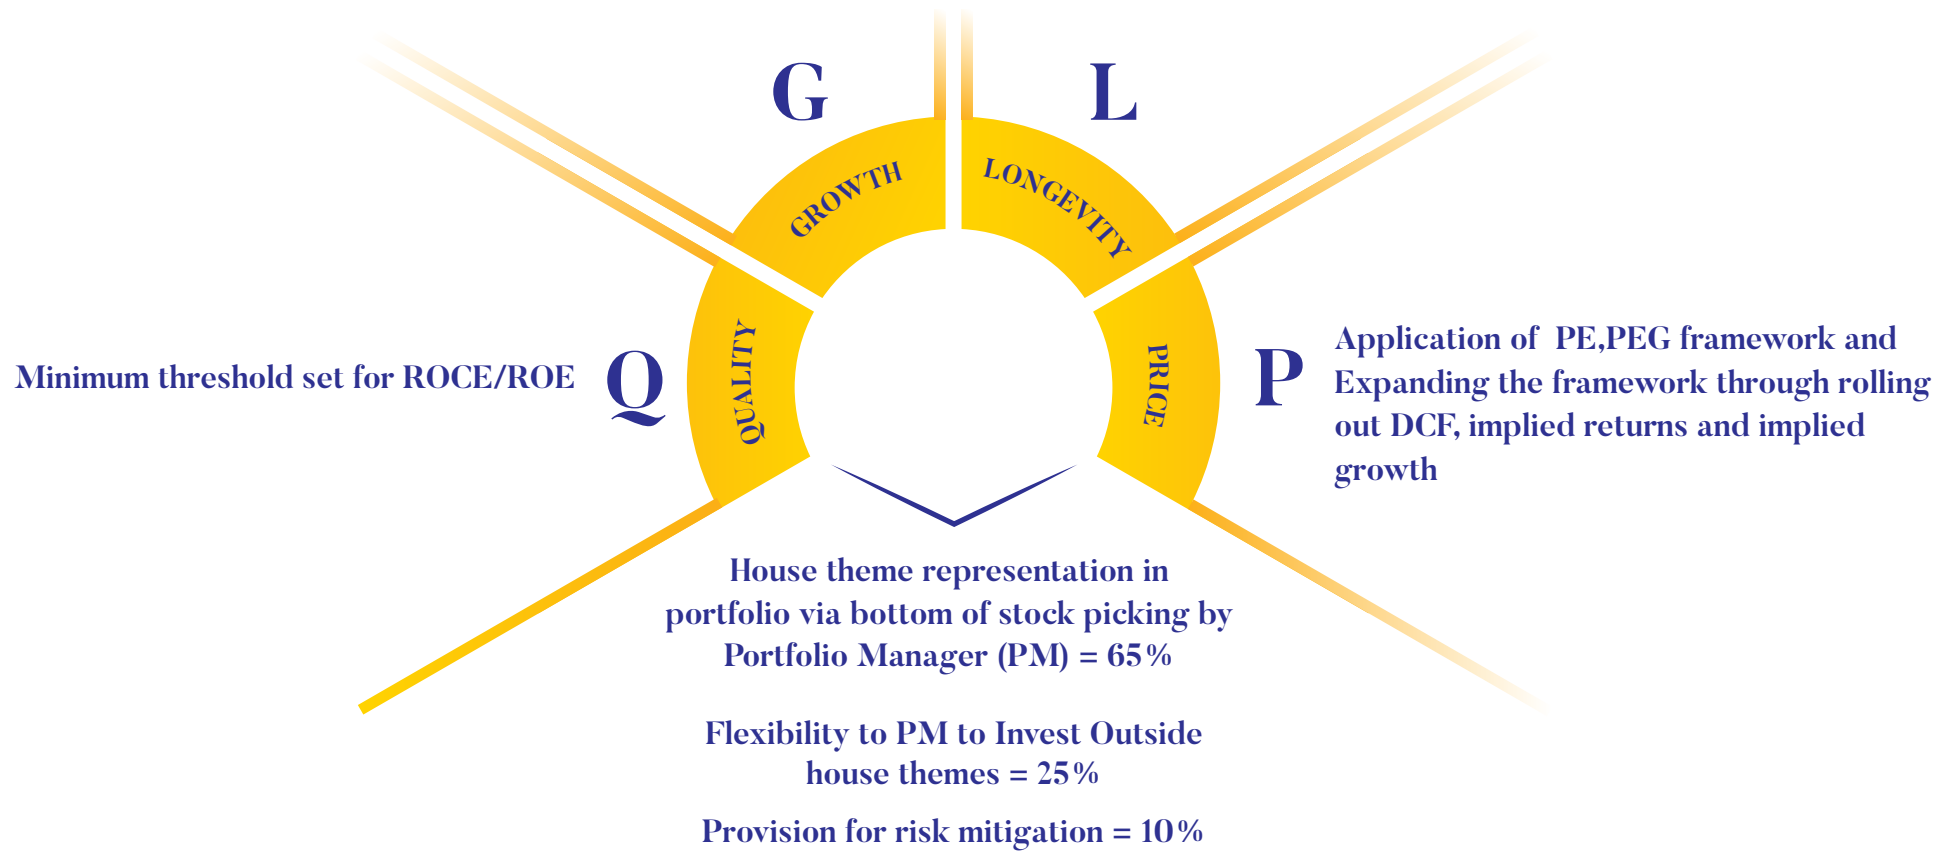 G
L
GROWTH
LONGEVITY
Minimum threshold set for ROCE/ROE
Q
QUALITY
PRICE
P
Application of PE,PEG framework and
Expanding the framework through rolling
out DCF, implied returns and implied
growth
House theme representation in
portfolio via bottom of stock picking by
Portfolio Manager (PM) = 65%
Flexibility to PM to Invest Outside
house themes = 25%
Provision for risk mitigation = 10%